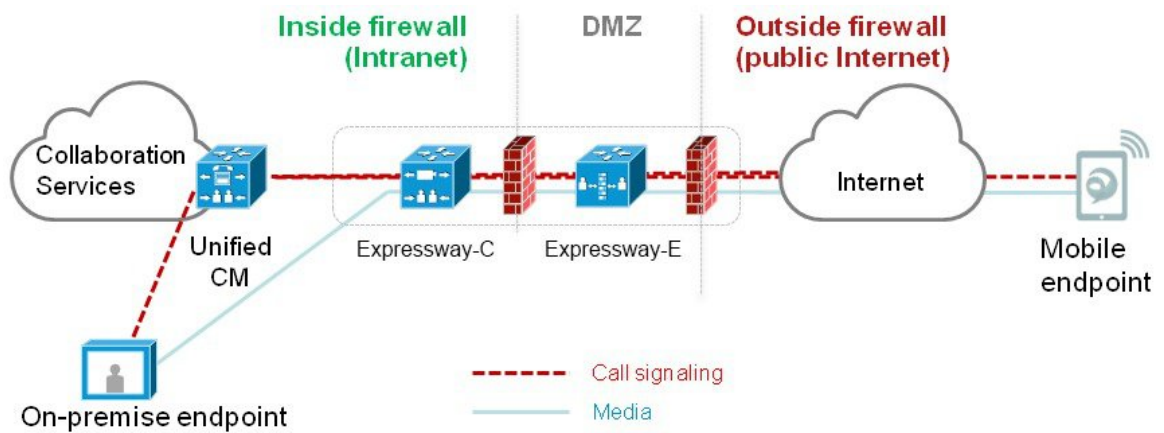 Inside firewall
(Intranet)
DMZ
Outside firewall
(public Internet)
Collaboration
Services
Internet
Unified
CM
Expressway-C
Expressway-E
Mobile
endpoint
On-premise endpoint
Call signaling
Media